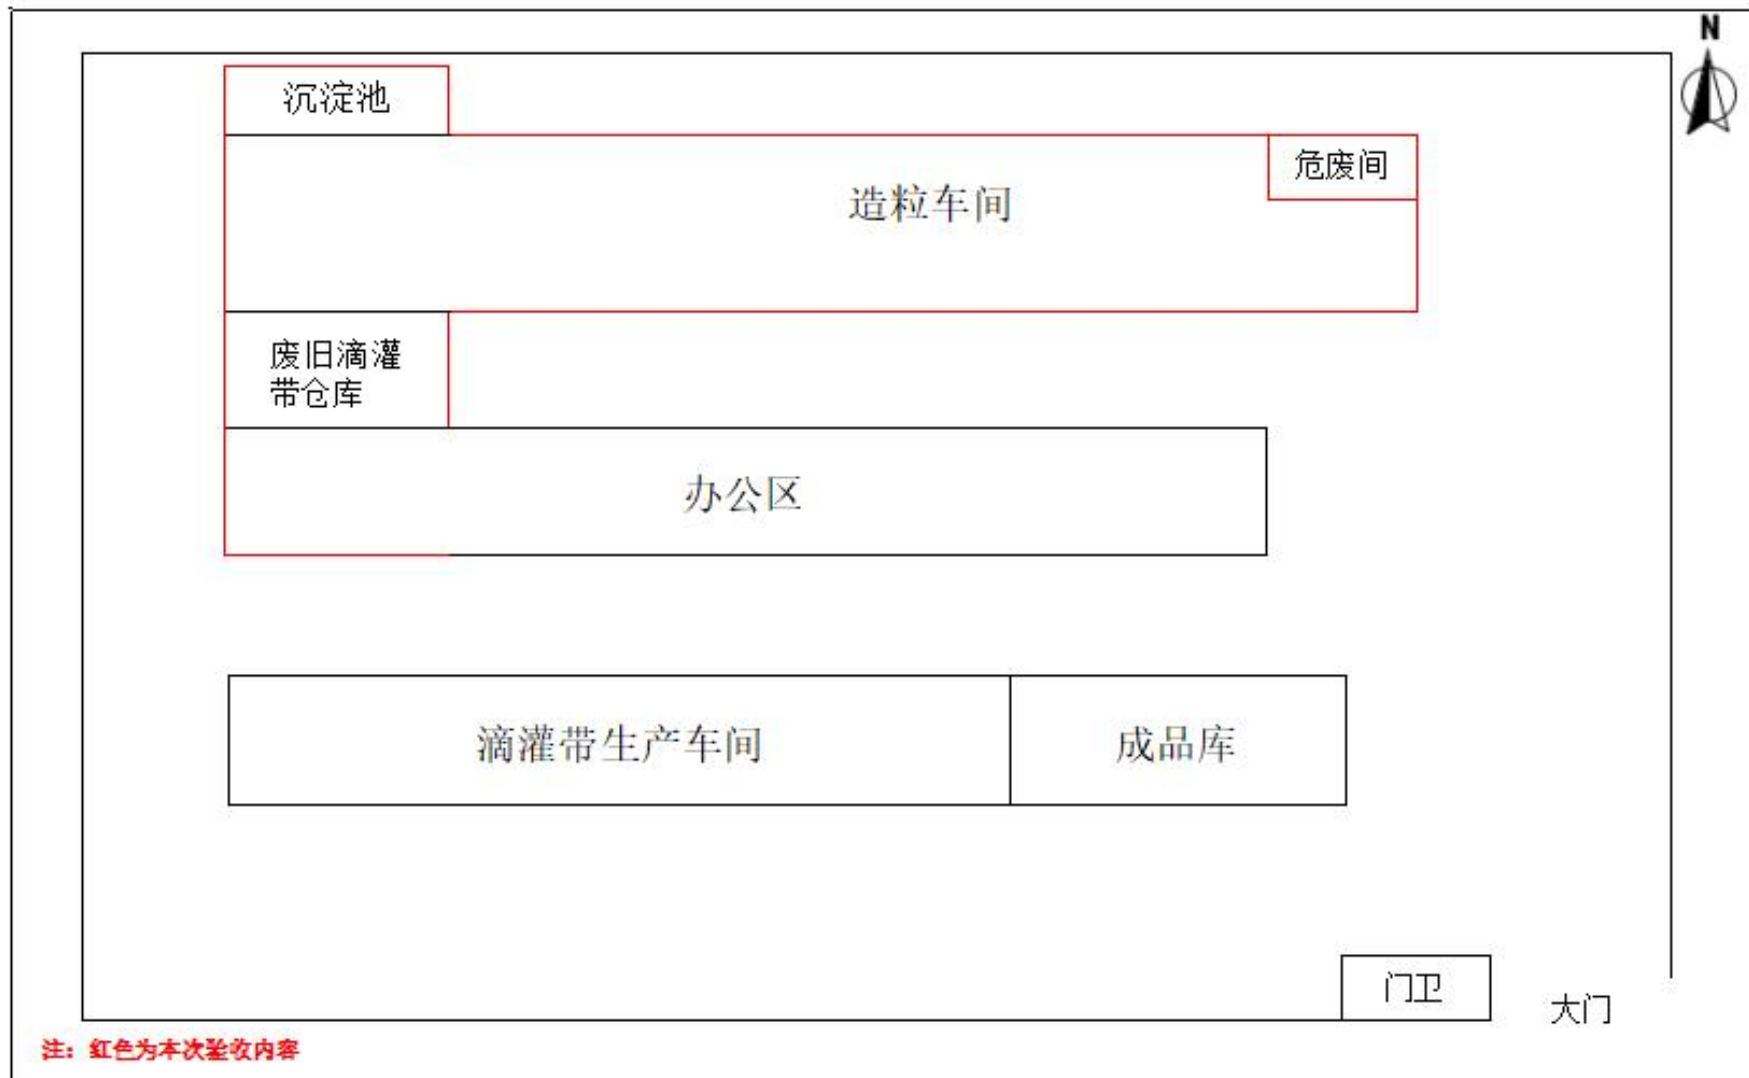 N
沉淀池
危废间
造粒车间
废旧滴灌
带仓库
办公区
滴灌带生产车间
成品库
门卫
大门
注：红色为本次验收内容